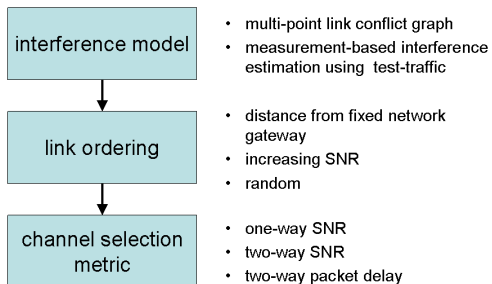 interference model
• multi-point link conflict graph
• measurement-based interference
estimation using test-traffic
link ordering
• distance from fixed network
gateway
• increasing SNR
• random
channel selection
metric
• one-way SNR
• two-way SNR
• two-way packet delay